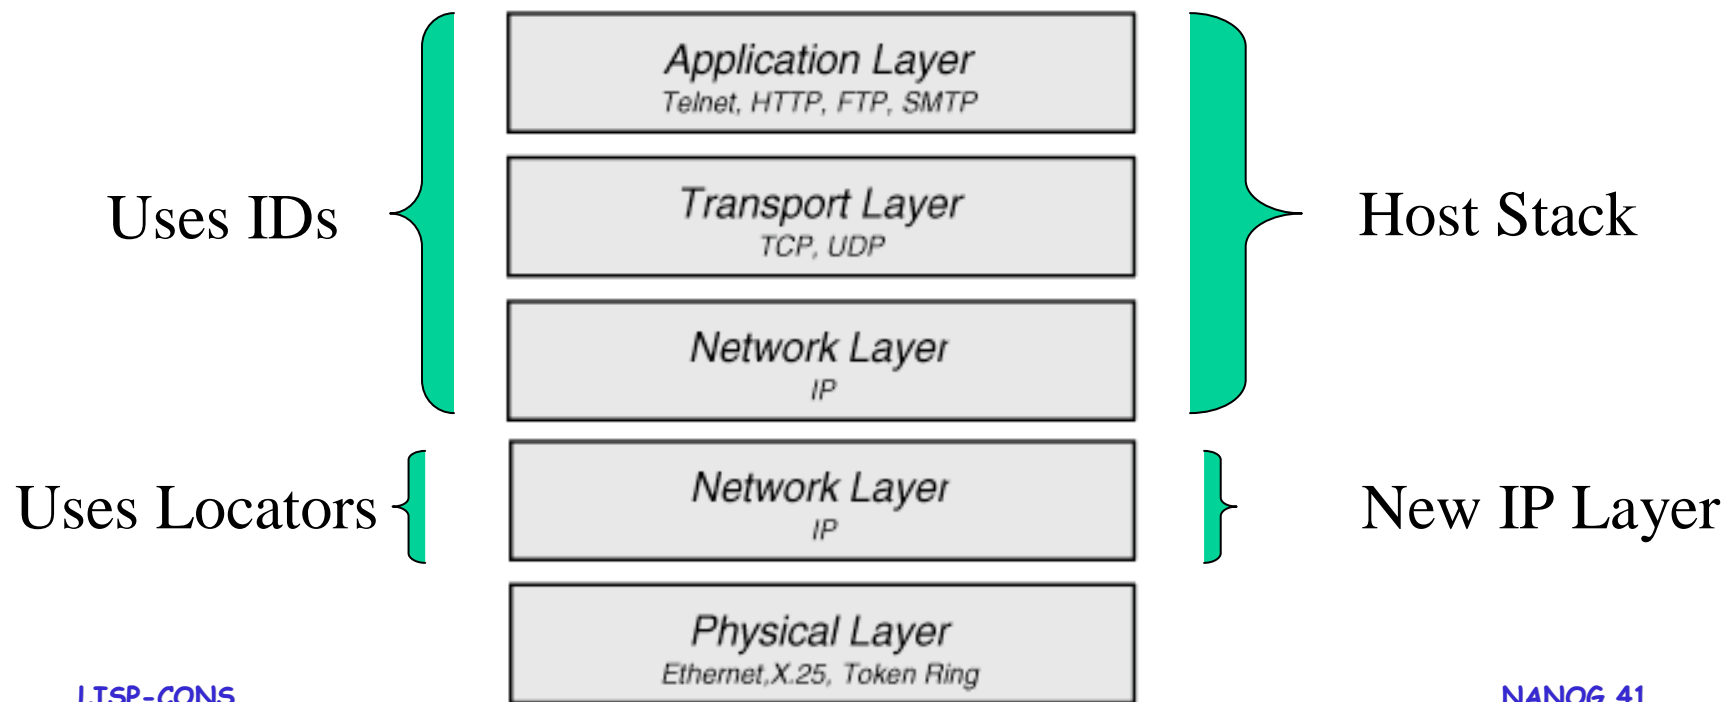 Application Layer
Telnet, HTTP, FTP, SMTP
Uses IDs
Transport Layer
TCP, UDP
Host Stack
Network Layer
IP
Uses Locators
Network Layer
IP
New IP Layer
Physical Layer
Ethernet,X.25, Token Ring
LISP-CONS
NANOG 41